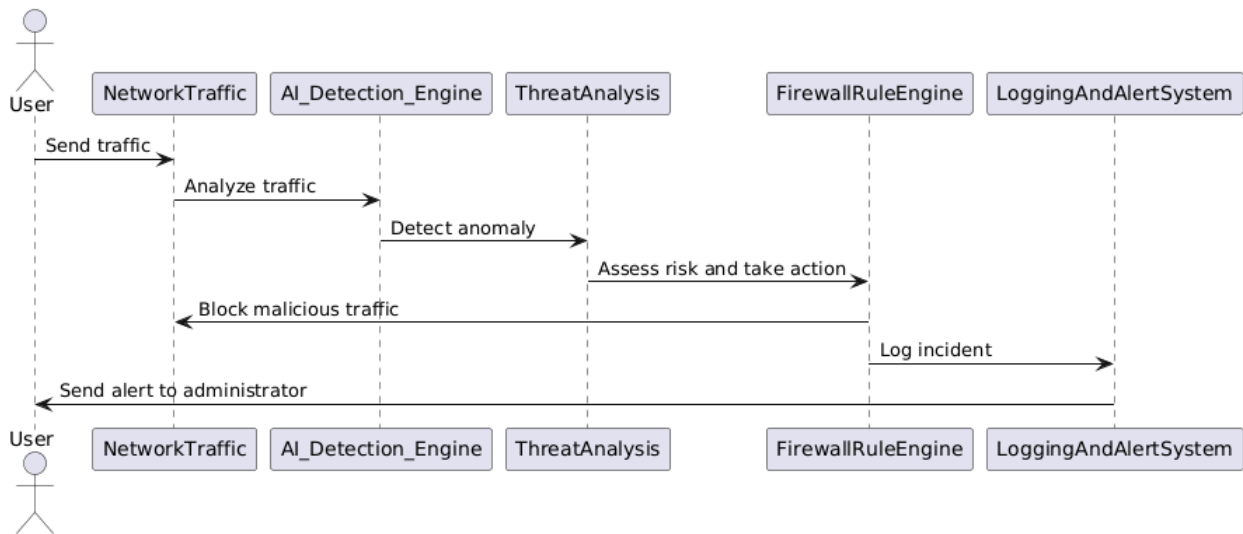 User
NetworkTraffic
AI_Detection_Engine
ThreatAnalysis
FirewallRuleEngine
LoggingAndAlertSystem
Send traffic
Analyze traffic
Detect anomaly
Assess risk and take action
Block malicious traffic
Log incident
Send alert to administrator
User
NetworkTraffic
AI_Detection_Engine
ThreatAnalysis
FirewallRuleEngine
LoggingAndAlertSystem